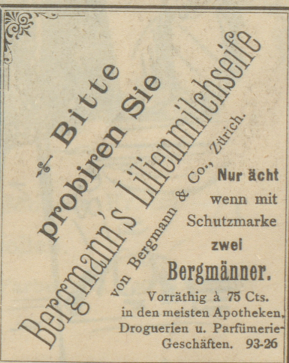 Bitte
probiren Sie
Bergmann's Lilienmilchseife
von Bergmann & Co., Zürich.
Nur ächt
wenn mit
Schutzmarke
zwei
Bergmänner.
Vorräthig à 75 Cts.
in den meisten Apotheken,
Droguerien u. Parfümerie-
Geschäften. 93-26